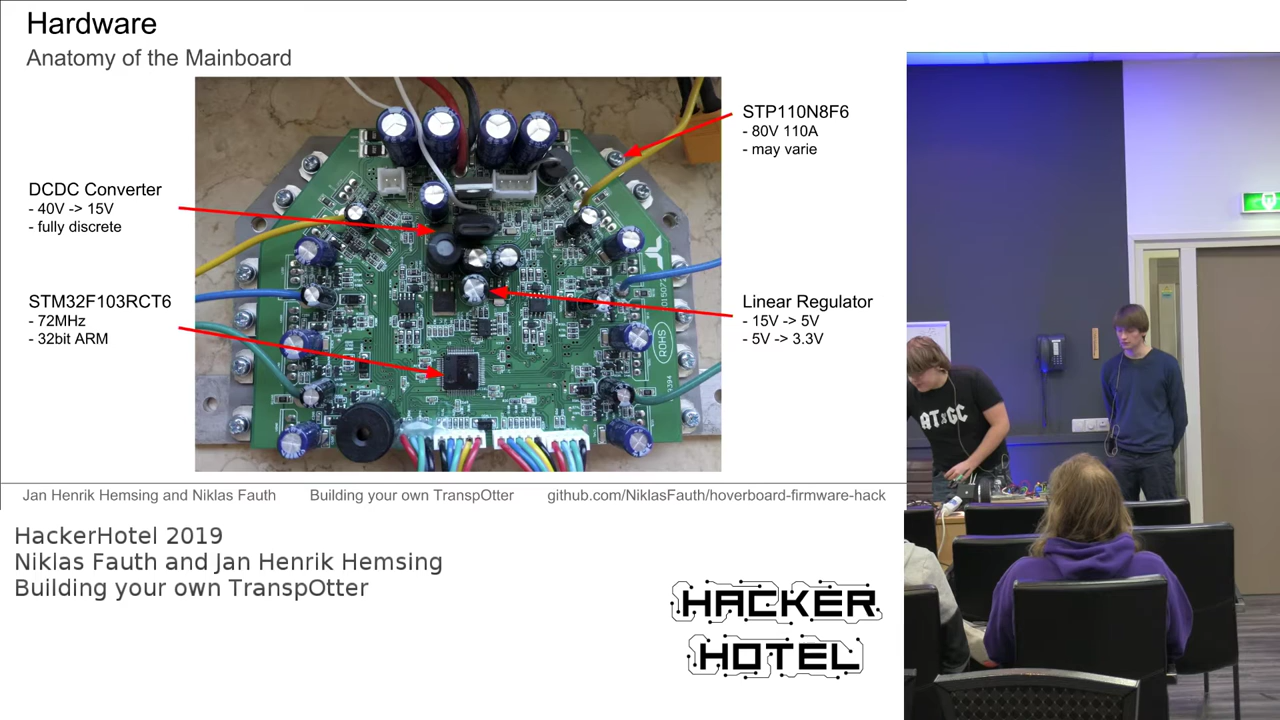 Hardware
Anatomy of the Mainboard
STP110N8F6
- 80V 110A
- may varie
DCDC Converter
- 40V -> 15V
- fully discrete
STM32F103RCT6
- 72MHz
- 32bit ARM
Linear Regulator
- 15V -> 5V
- 5V -> 3.3V
ROHS
Jan Henrik Hemsing and Niklas Fauth
Building your own TranspOtter
github.com/NiklasFauth/hoverboard-firmware-hack
HackerHotel 2019
Niklas Fauth and Jan Henrik Hemsing
Building your own TranspOtter
HACKER
HOTEL